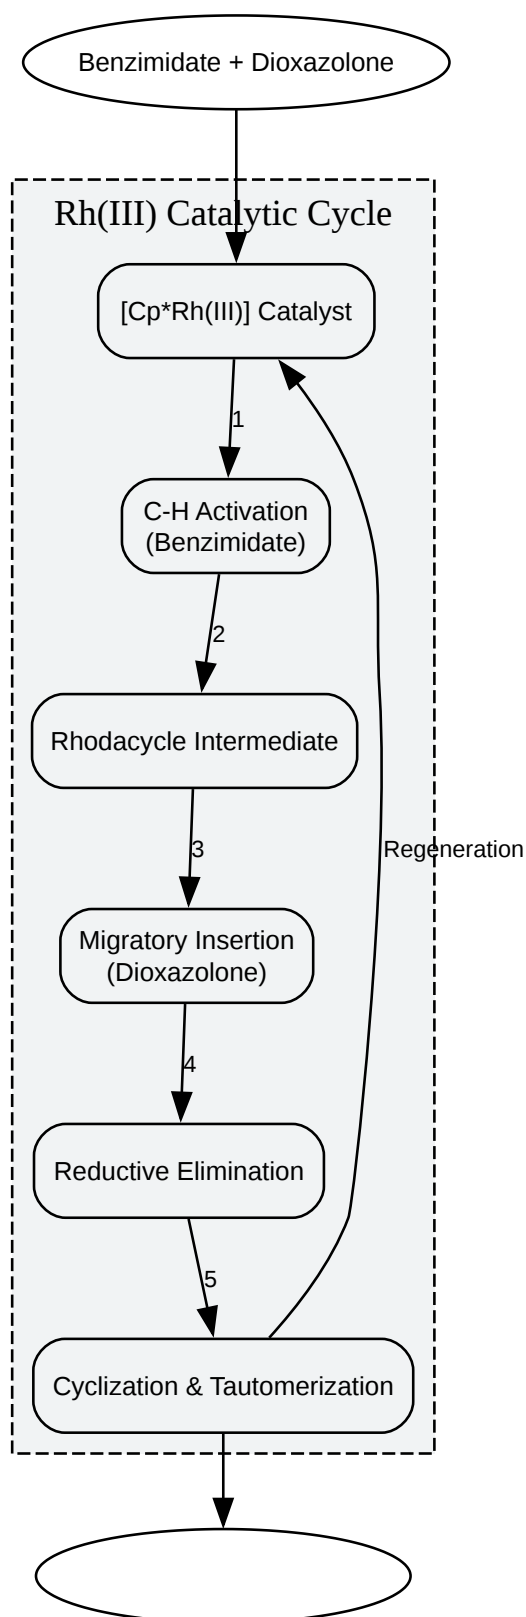 Benzimidate + Dioxazolone
Rh(III) Catalytic Cycle
[Cp*Rh(III)] Catalyst
1
C-H Activation
(Benzimidate)
2
Rhodacycle Intermediate
3
Regeneration
Migratory Insertion
(Dioxazolone)
4
Reductive Elimination
5
Cyclization & Tautomerization